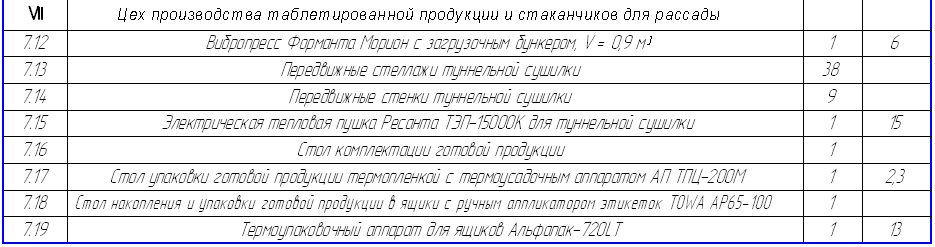 VII Цех производства таблетированной продукции и стаканчиков для рассады
7.12 Вибропресс Форманта Морион с загрузочным бункером, V = 0,9 м³ 1 6
7.13 Передвижные стеллажи туннельной сушилки 38
7.14 Передвижные стенки туннельной сушилки 9
7.15 Электрическая тепловая пушка Ресанта ТЭП-15000К для туннельной сушилки 1 15
7.16 Стол комплектации готовой продукции 1
7.17 Стол упаковки готовой продукции термопленкой с термоусадочным аппаратом АП ТПЦ-200М 1 2,3
7.18 Стол накопления и упаковки готовой продукции в ящики с ручным аппликатором этикеток TOWA AP65-100 1
7.19 Термоупаковочный аппарат для ящиков Альфапак-720LT 1 13